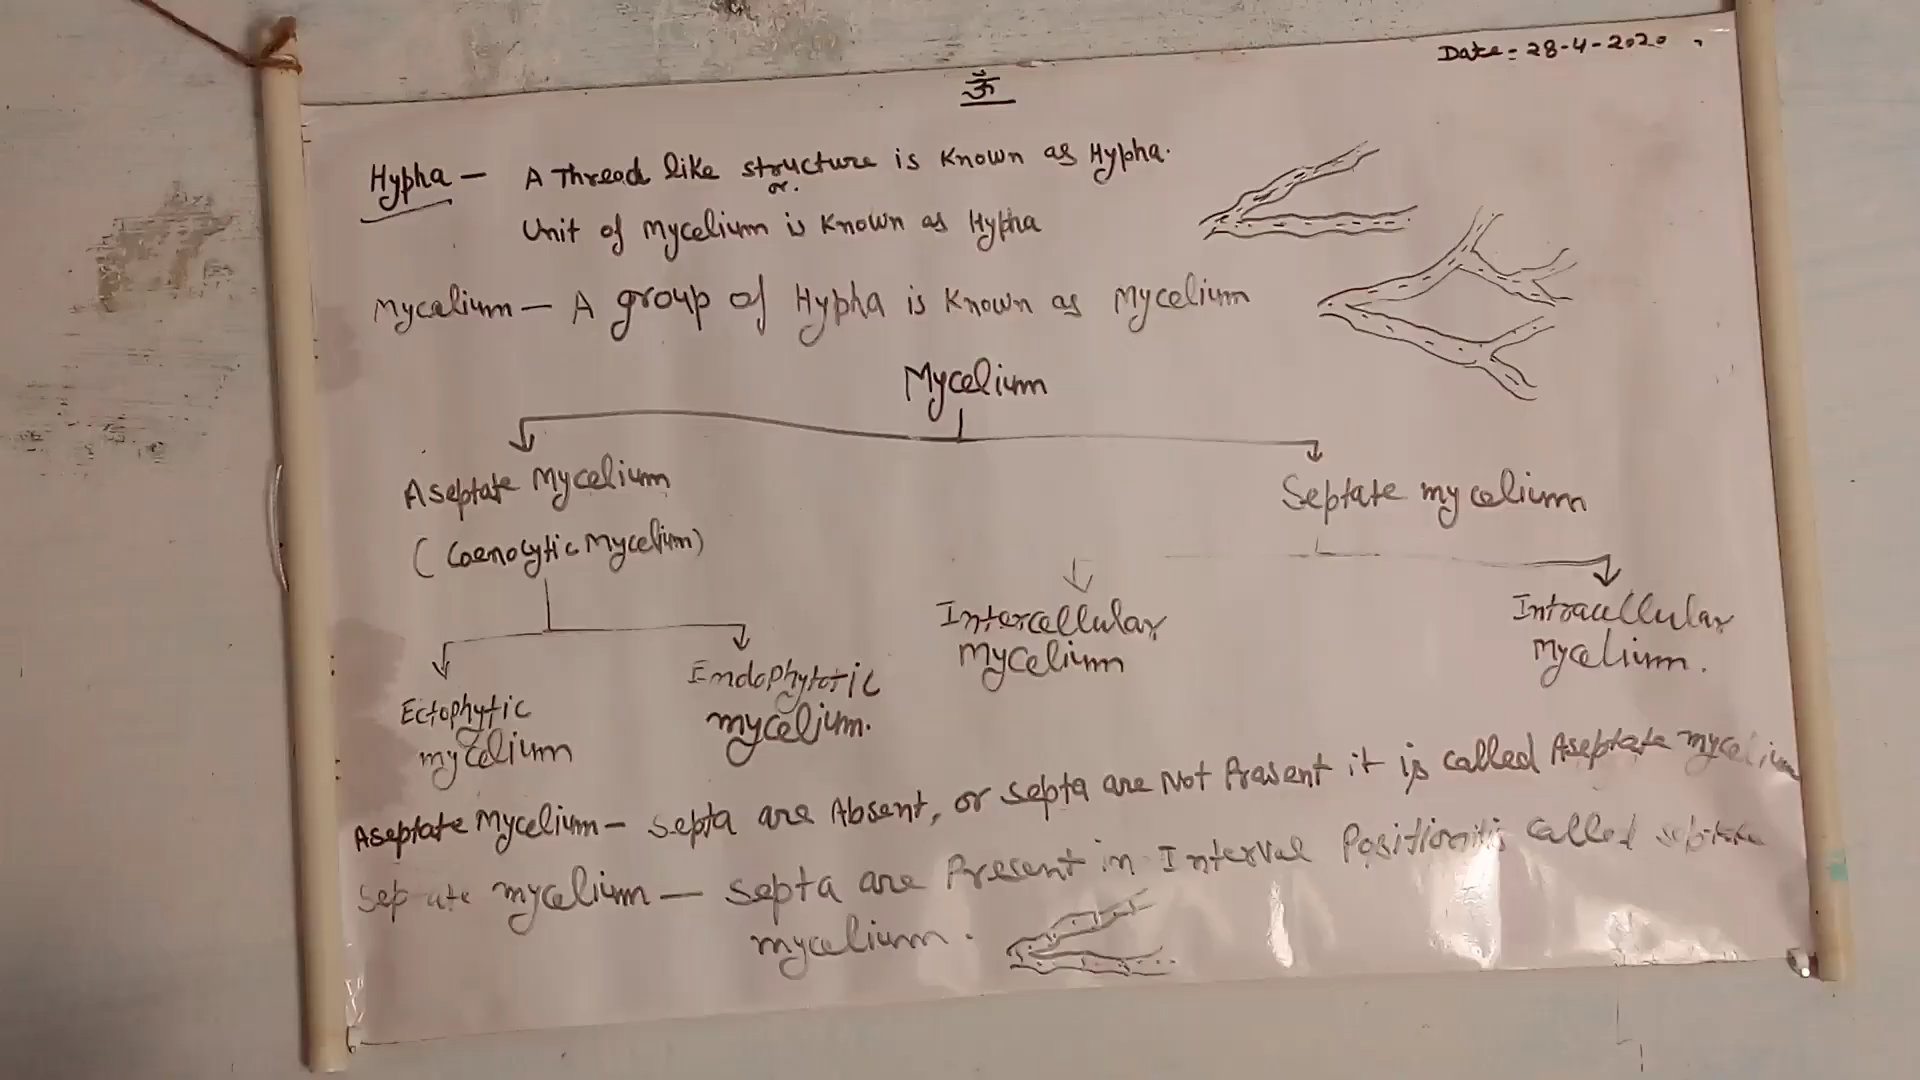 Date - 28-4-2020
ॐ
Hypha - A Thread like structure is Known as Hypha.
or.
Unit of Mycelium is Known as Hypha
Mycelium - A group of Hypha is Known as Mycelium
Mycelium
Aseptate Mycelium
Septate mycelium
(Coenocytic Mycelium)
Intercellular
Mycelium
Intracellular
Mycelium.
Ectophytic
mycelium
Endophytotic
mycelium.
Aseptate Mycelium - Septa are Absent, or septa are Not Present it is called Aseptate mycelium
Septate mycelium - Septa are Present in Interval Position it is called septate
mycelium.